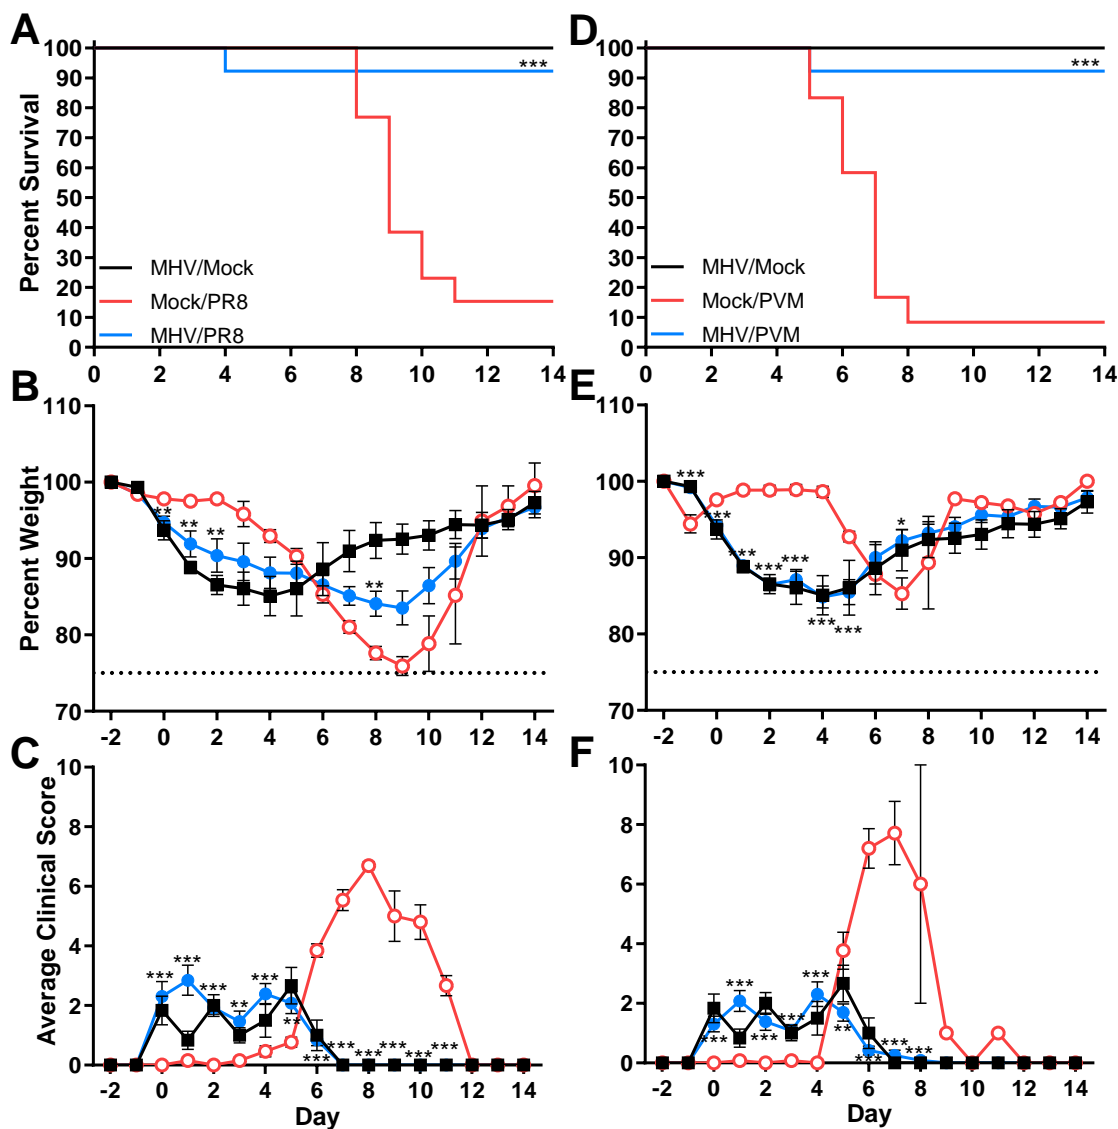 A
Percent Survival
100
90
80
70
60
50
40
30
20
10
0
***
MHV/Mock
Mock/PR8
MHV/PR8
0 2 4 6 8 10 12 14
D
100
90
80
70
60
50
40
30
20
10
0
***
MHV/Mock
Mock/PVM
MHV/PVM
0 2 4 6 8 10 12 14
B
Percent Weight
110
100
90
80
70
** ** ** **
-2 0 2 4 6 8 10 12 14
E
110
100
90
80
70
*** *** *** *** *** *** *** *
-2 0 2 4 6 8 10 12 14
C
Average Clinical Score
10
8
6
4
2
0
*** *** *** ** *** ** *** *** *** *** *** ***
-2 0 2 4 6 8 10 12 14
Day
F
10
8
6
4
2
0
*** *** *** *** *** ** *** *** ***
-2 0 2 4 6 8 10 12 14
Day